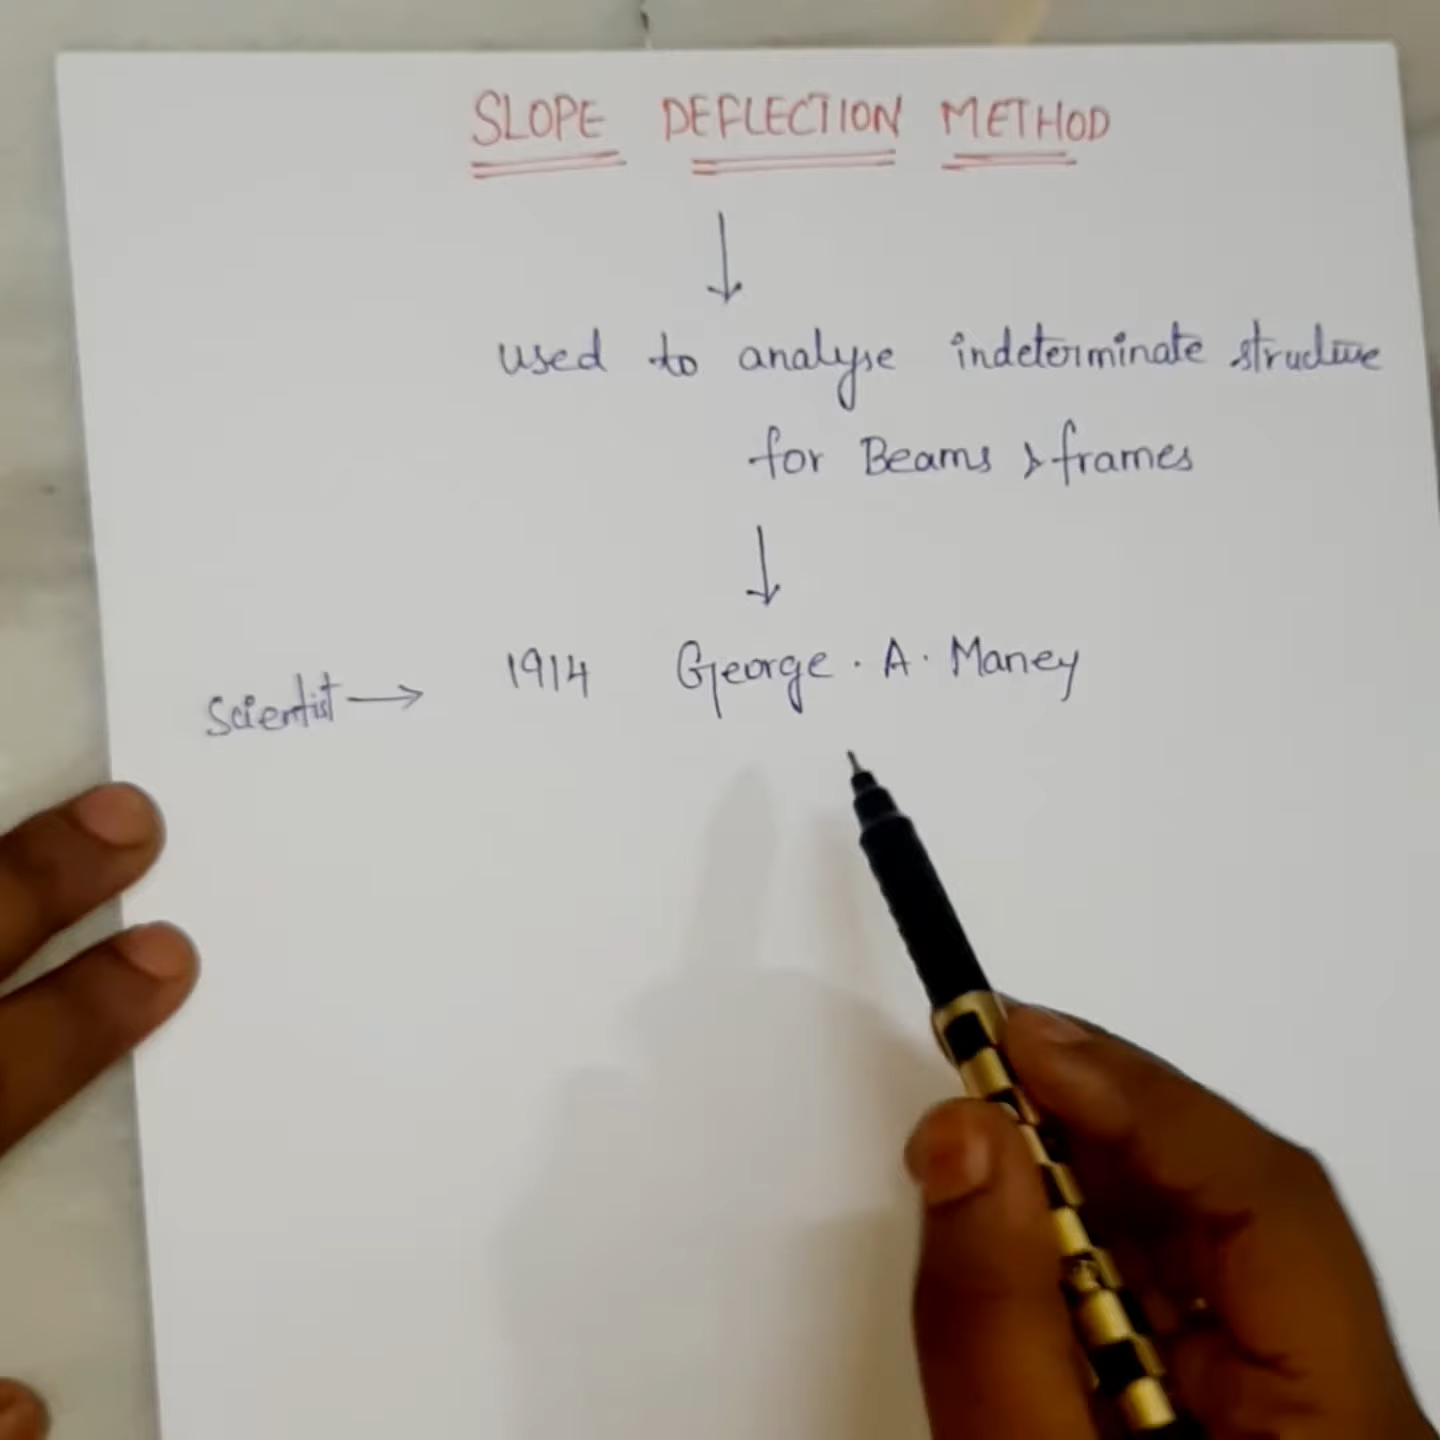 SLOPE DEFLECTION METHOD
used to analyse indeterminate structure
for Beams & frames
Scientist → 1914 George. A. Maney